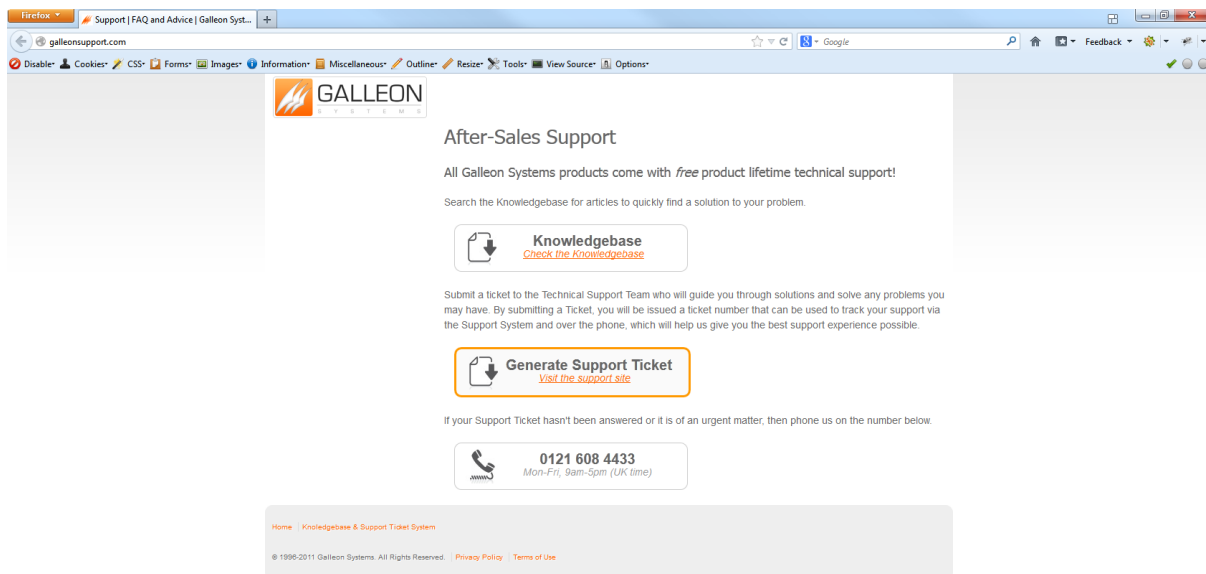 Firefox
Support | FAQ and Advice | Galleon Syst...
galleonsupport.com
Google
Feedback
Disable Cookies CSS Forms Images Information Miscellaneous Outline Resize Tools View Source Options
GALLEON
SYSTEMS
After-Sales Support
All Galleon Systems products come with free product lifetime technical support!
Search the Knowledgebase for articles to quickly find a solution to your problem.
Knowledgebase
Check the Knowledgebase
Submit a ticket to the Technical Support Team who will guide you through solutions and solve any problems you
may have. By submitting a Ticket, you will be issued a ticket number that can be used to track your support via
the Support System and over the phone, which will help us give you the best support experience possible.
Generate Support Ticket
Visit the support site
If your Support Ticket hasn't been answered or it is of an urgent matter, then phone us on the number below.
0121 608 4433
Mon-Fri, 9am-5pm (UK time)
Home | Knoledgebase & Support Ticket System
© 1996-2011 Galleon Systems. All Rights Reserved. | Privacy Policy | Terms of Use